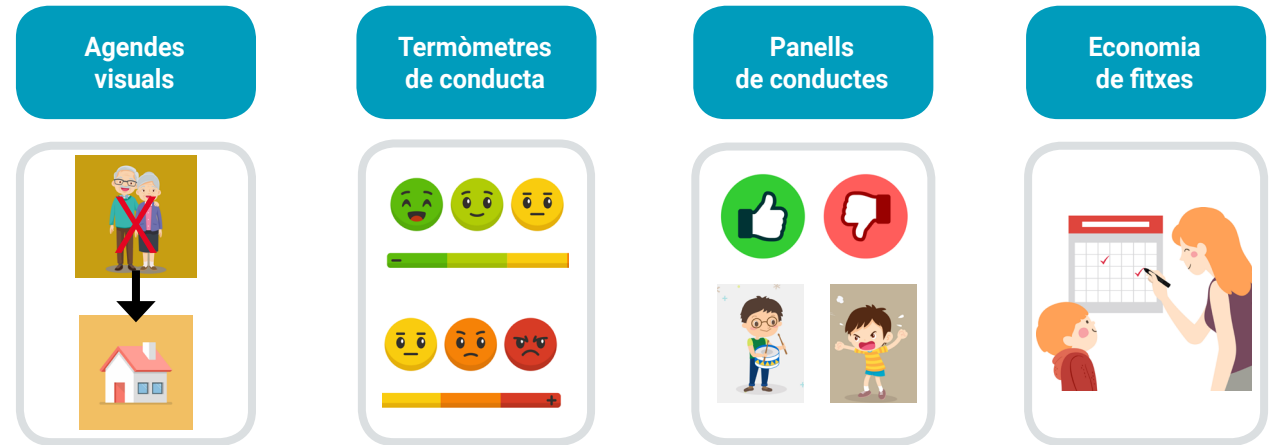 Agendes
visuals
Termòmetres
de conducta
Panells
de conductes
Economia
de fitxes
−
+